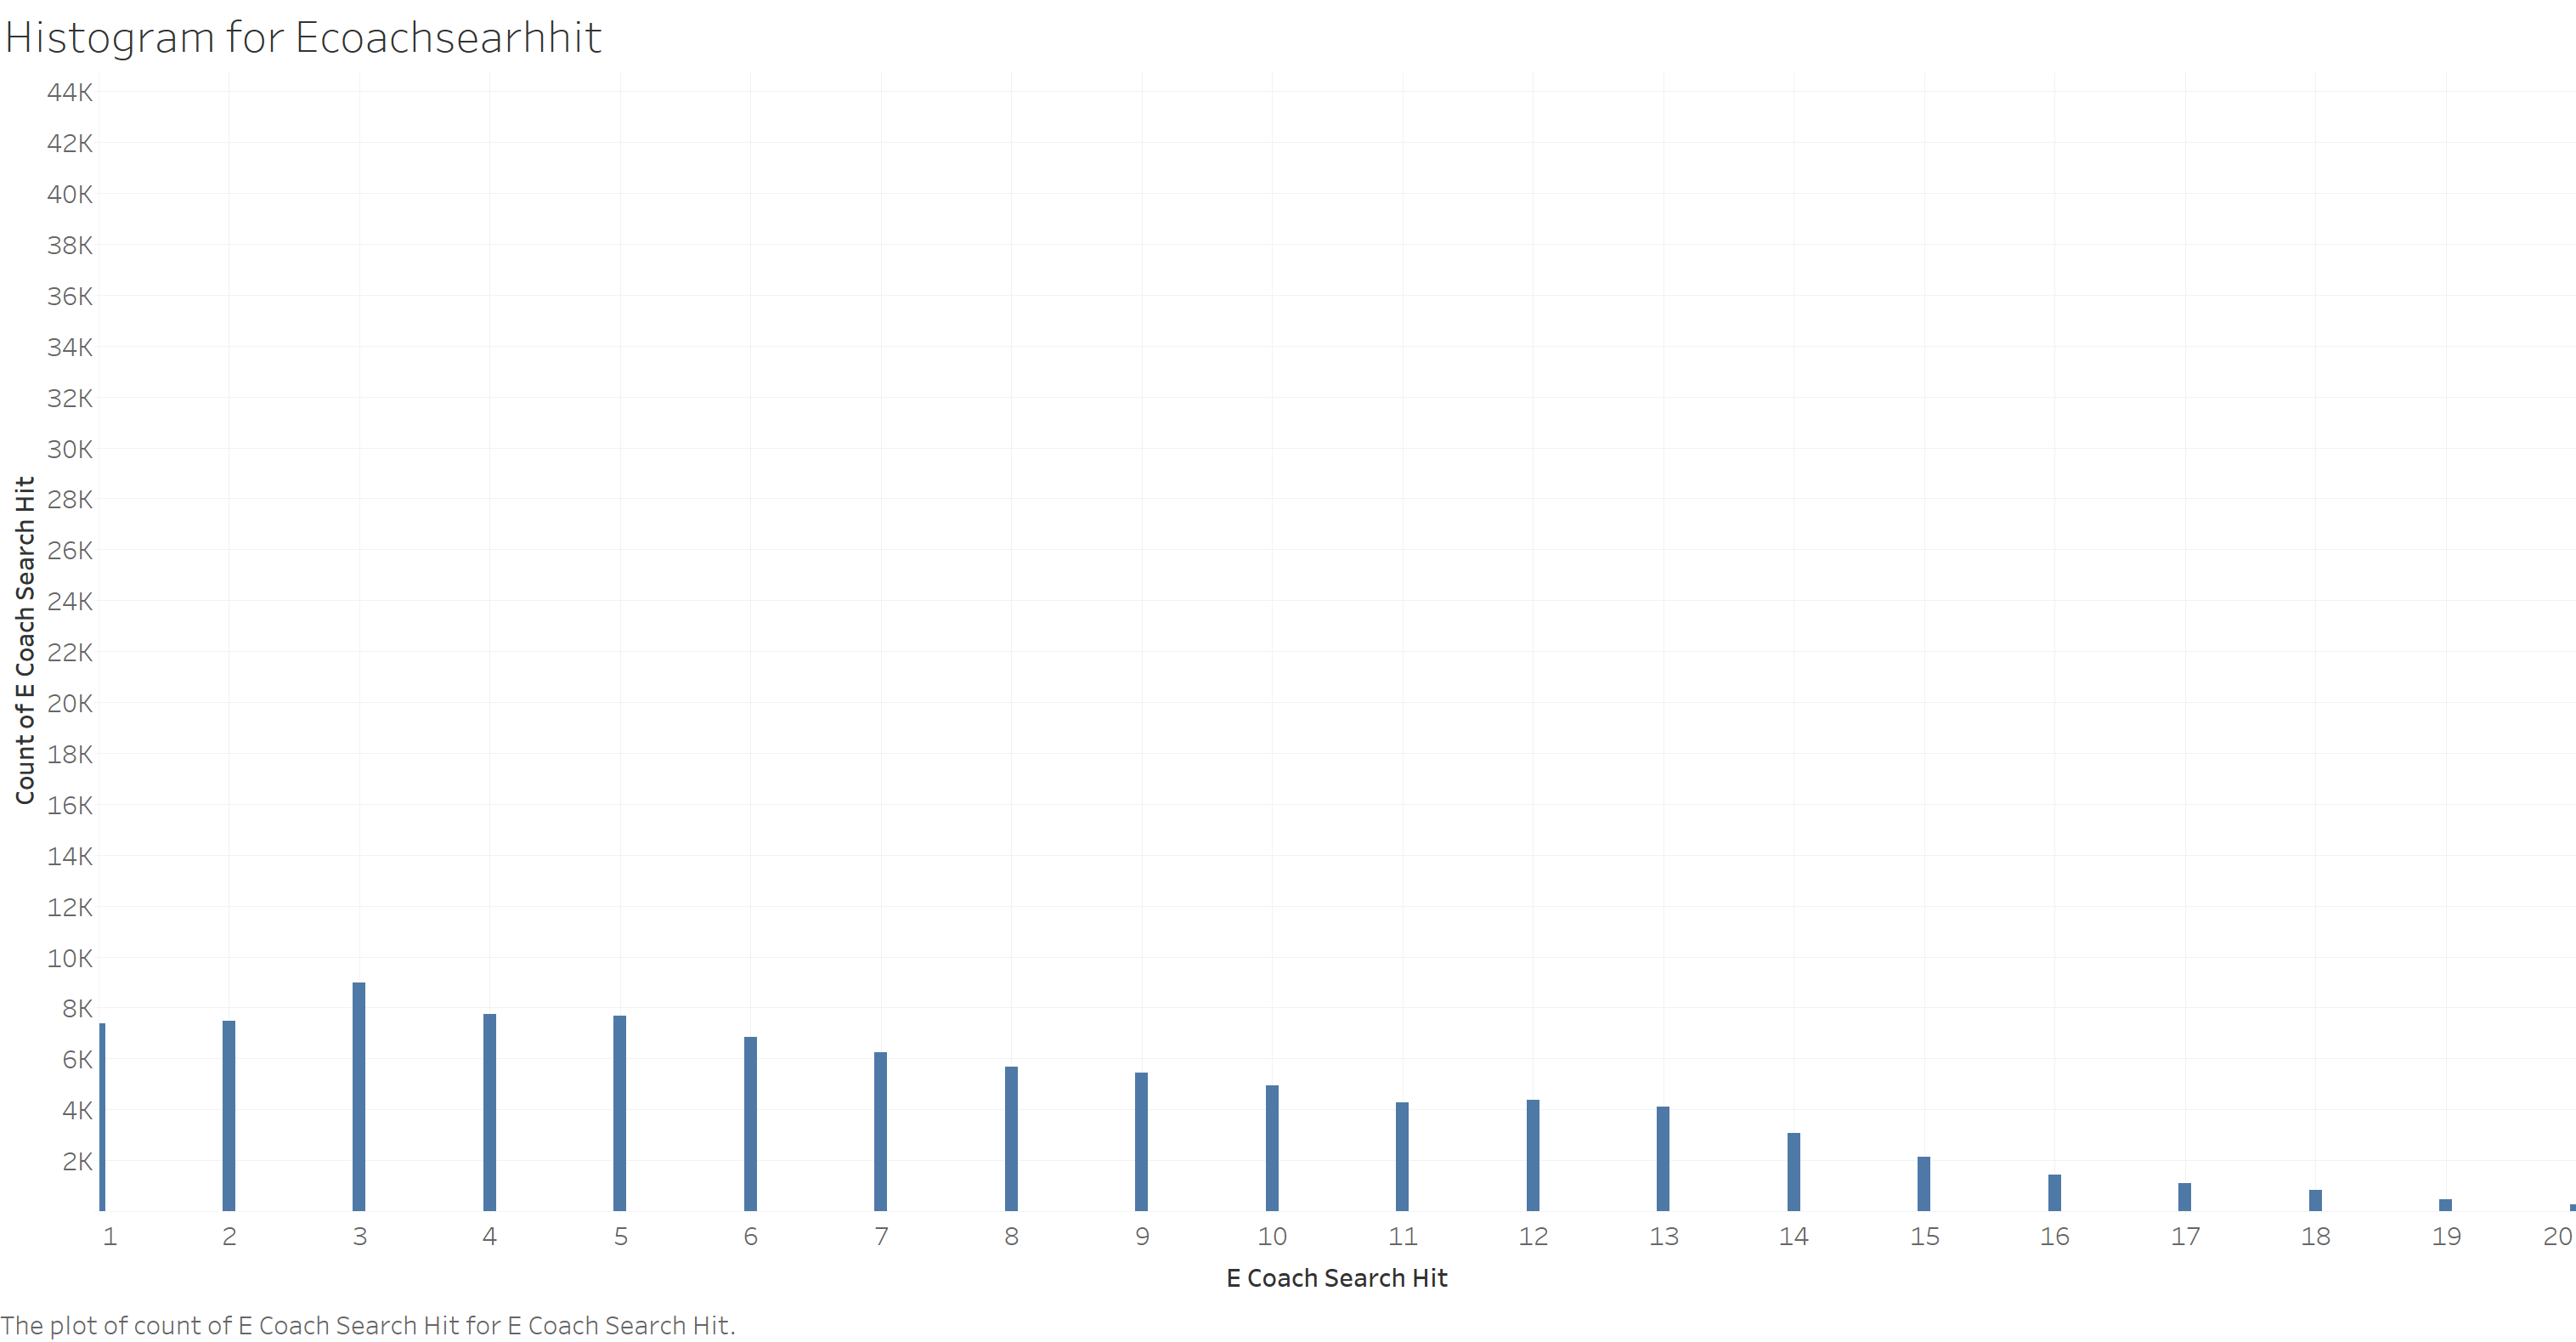 Histogram for Ecoachsearhhit
44K
42K
40K
38K
36K
34K
32K
30K
28K
26K
24K
22K
20K
18K
16K
14K
12K
10K
8K
6K
4K
2K
Count of E Coach Search Hit
1 2 3 4 5 6 7 8 9 10 11 12 13 14 15 16 17 18 19 20
E Coach Search Hit
The plot of count of E Coach Search Hit for E Coach Search Hit.